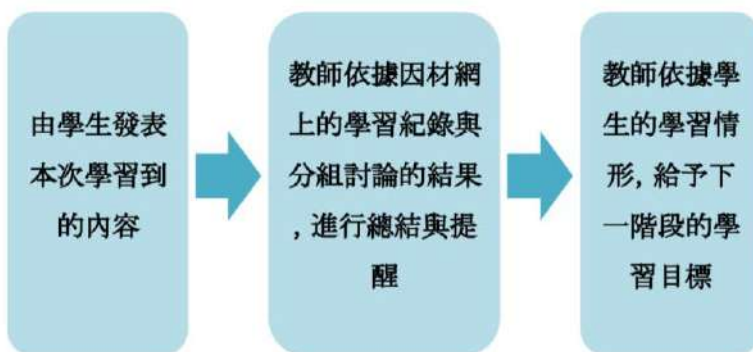 由學生發表
本次學習到
的內容
教師依據因材網
上的學習紀錄與
分組討論的結果
, 進行總結與提
醒
教師依據學
生的學習情
形, 給予下
一階段的學
習目標